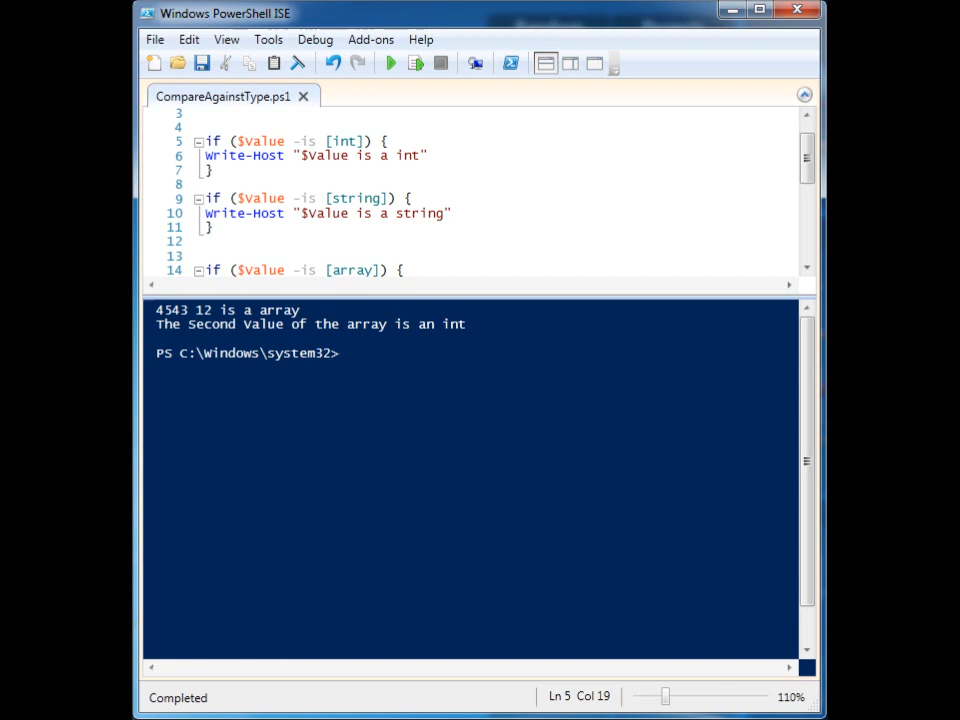 Windows PowerShell ISE
File Edit View Tools Debug Add-ons Help
CompareAgainstType.ps1
3
4
5 if ($Value -is [int]) {
6 Write-Host "$Value is a int"
7 }
8
9 if ($Value -is [string]) {
10 Write-Host "$Value is a string"
11 }
12
13
14 if ($Value -is [array]) {
4543 12 is a array
The Second Value of the array is an int
PS C:\Windows\system32>
Completed Ln 5 Col 19 110%